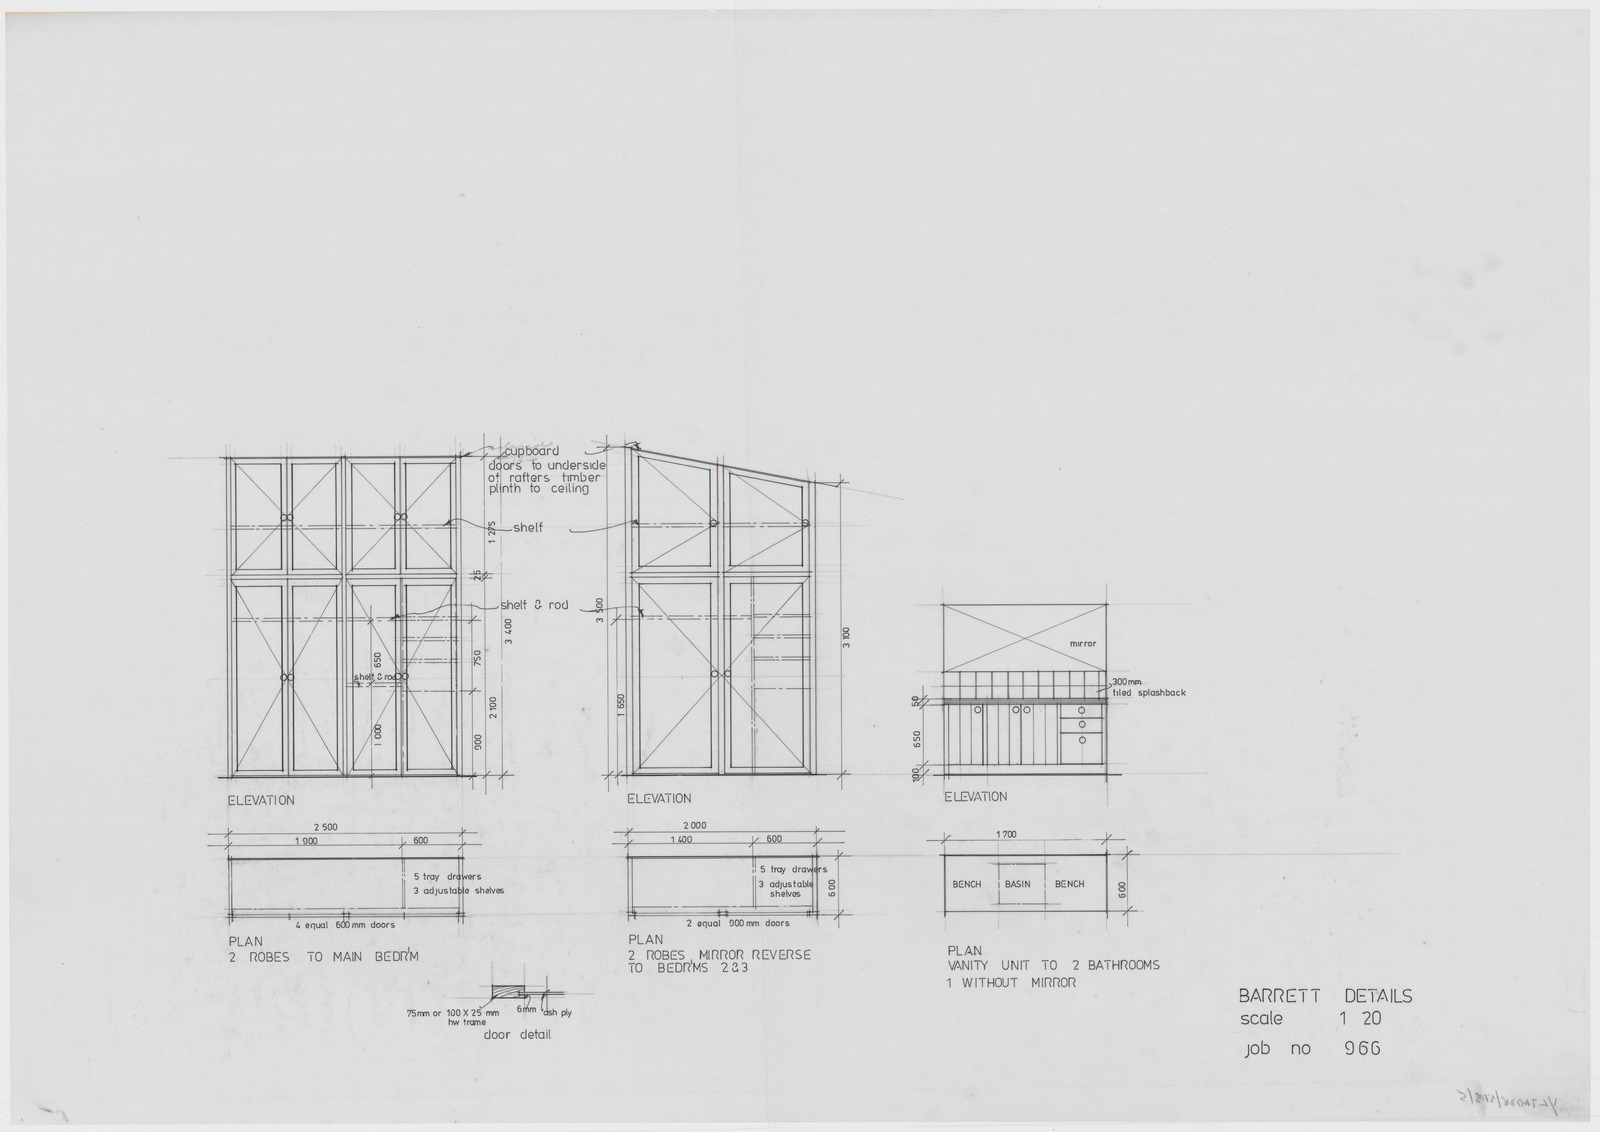 cupboard
doors to underside
of rafters timber
plinth to ceiling
shelf
shelf & rod
1 275
25
3 400
750
2 100
900
650
shelf & rod
1 000
3 500
1 650
3 100
mirror
300mm
tiled splashback
50
650
100
ELEVATION
ELEVATION
ELEVATION
2 500
1 900
600
5 tray drawers
3 adjustable shelves
4 equal 600mm doors
PLAN
2 ROBES TO MAIN BEDR'M
2 000
1 400
600
5 tray drawers
3 adjustable
shelves
600
2 equal 900mm doors
PLAN
2 ROBES, MIRROR REVERSE
TO BEDR'MS 2&3
1 700
BENCH
BASIN
BENCH
600
PLAN
VANITY UNIT TO 2 BATHROOMS
1 WITHOUT MIRROR
75mm or 100 X 25 mm
hw frame
6mm ash ply
door detail
BARRETT DETAILS
scale 1 20
job no 966